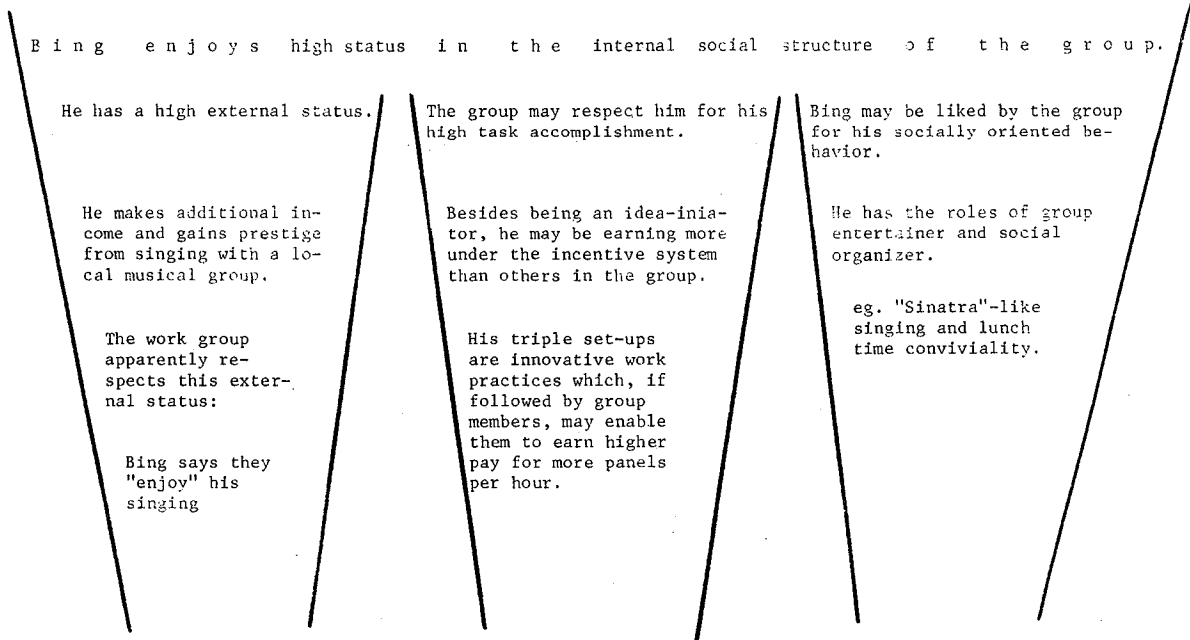 Bing enjoys high status in the internal social structure of the group.
He has a high external status.
He makes additional in-
come and gains prestige
from singing with a lo-
cal musical group.
The work group
apparently re-
spects this exter-
nal status:
Bing says they
"enjoy" his
singing
The group may respect him for his
high task accomplishment.
Besides being an idea-inia-
tor, he may be earning more
under the incentive system
than others in the group.
His triple set-ups
are innovative work
practices which, if
followed by group
members, may enable
them to earn higher
pay for more panels
per hour.
Bing may be liked by the group
for his socially oriented be-
havior.
He has the roles of group
entertainer and social
organizer.
eg. "Sinatra"-like
singing and lunch
time conviviality.